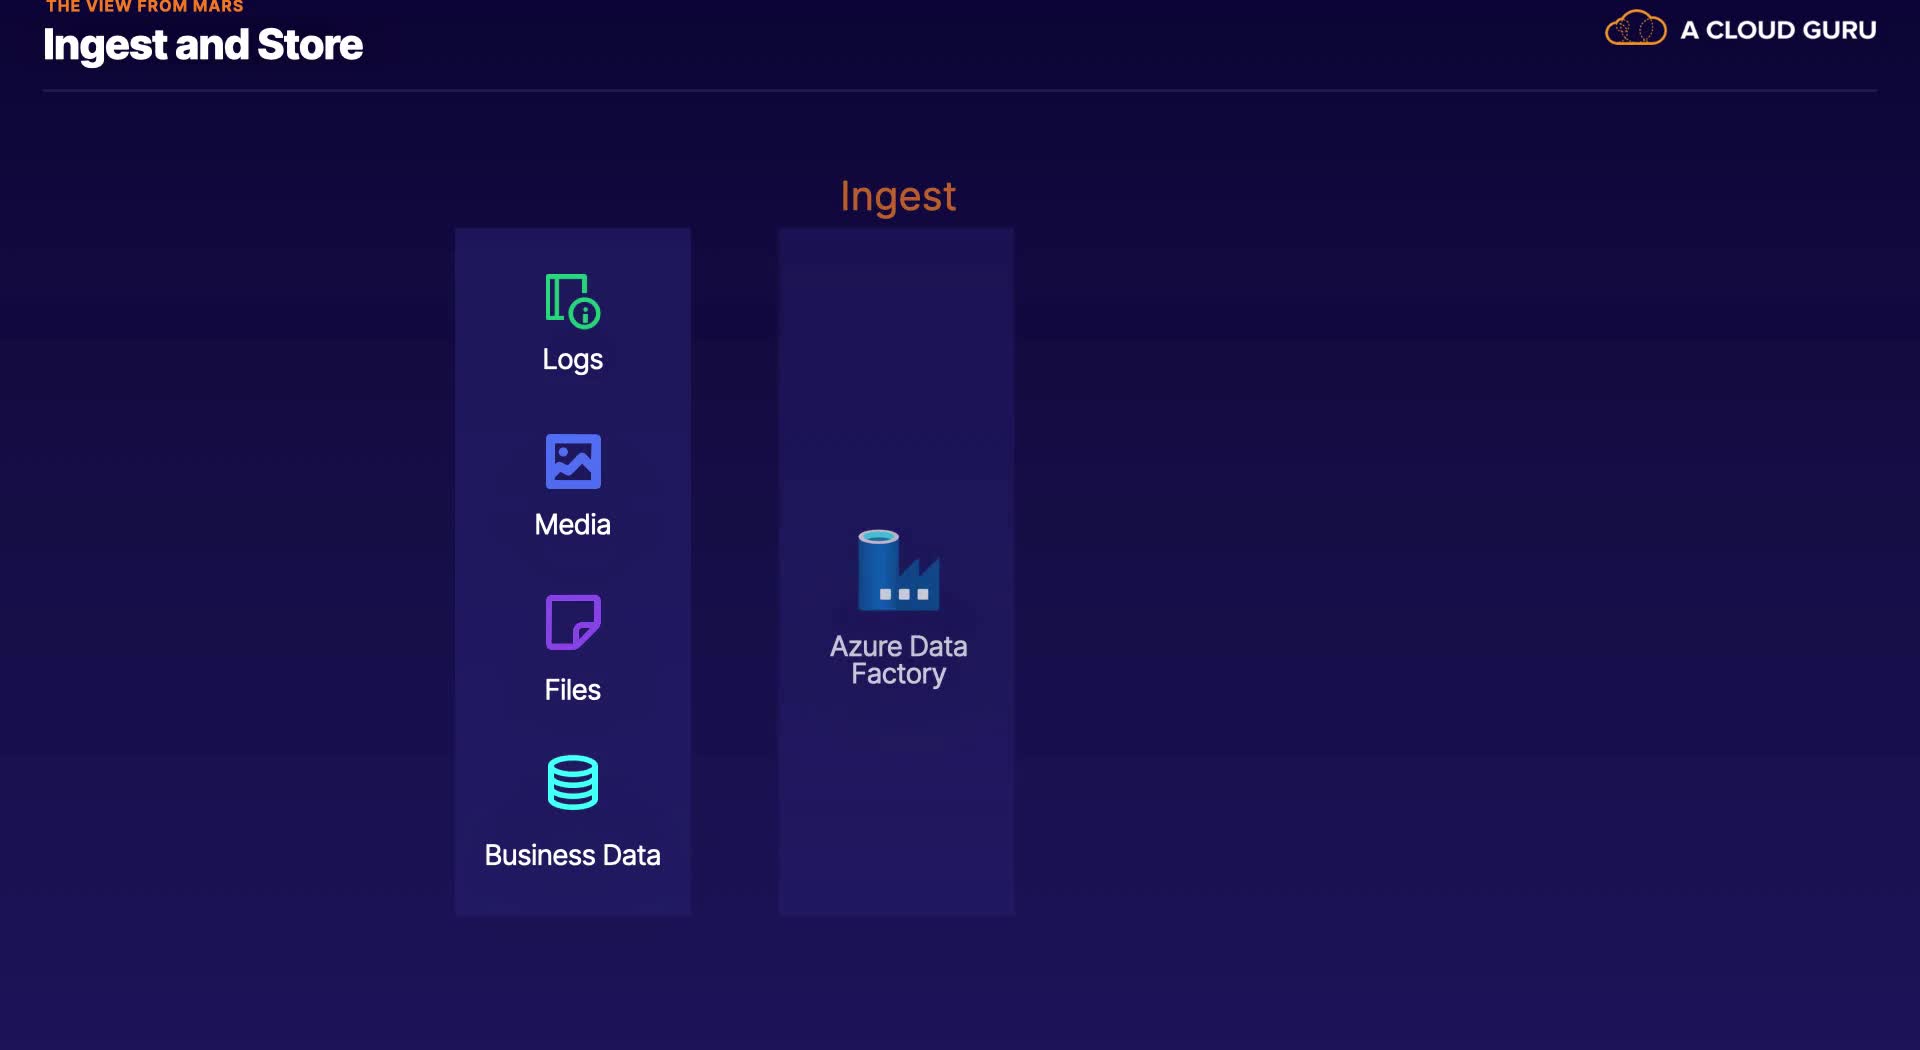 THE VIEW FROM MARS
Ingest and Store
A CLOUD GURU
Ingest
Logs
Media
Files
Business Data
Azure Data
Factory